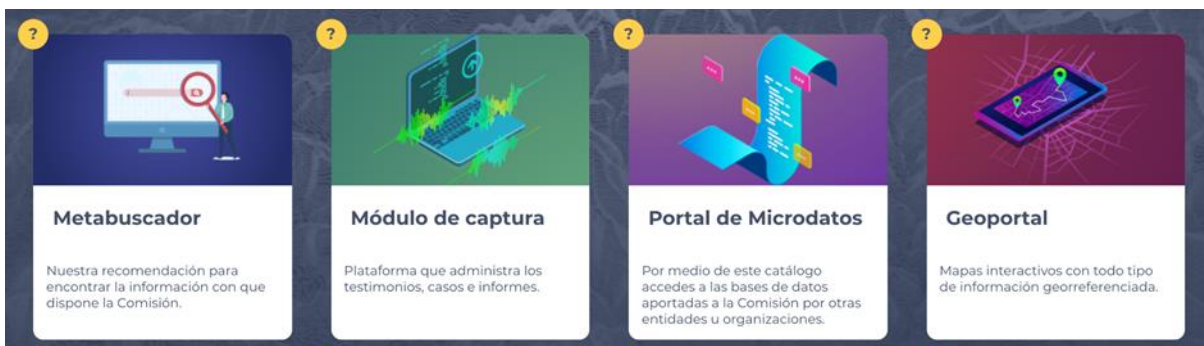 ?
?
?
?
Metabuscador
Nuestra recomendación para
encontrar la información con que
dispone la Comisión.
Módulo de captura
Plataforma que administra los
testimonios, casos e informes.
Portal de Microdatos
Por medio de este catálogo
accedes a las bases de datos
aportadas a la Comisión por otras
entidades u organizaciones.
Geoportal
Mapas interactivos con todo tipo
de información georreferenciada.